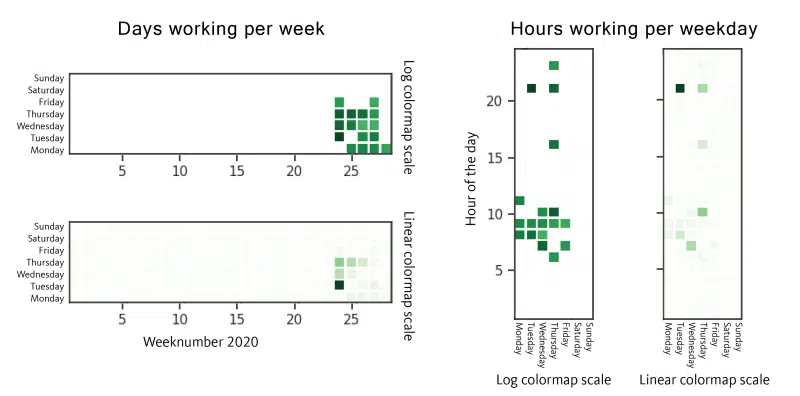 Days working per week
Sunday
Saturday
Friday
Thursday
Wednesday
Tuesday
Monday
5 10 15 20 25
Log colormap scale
Sunday
Saturday
Friday
Thursday
Wednesday
Tuesday
Monday
5 10 15 20 25
Weeknumber 2020
Linear colormap scale
Hours working per weekday
Hour of the day
20
15
10
5
Monday
Tuesday
Wednesday
Thursday
Friday
Saturday
Sunday
Log colormap scale
Monday
Tuesday
Wednesday
Thursday
Friday
Saturday
Sunday
Linear colormap scale